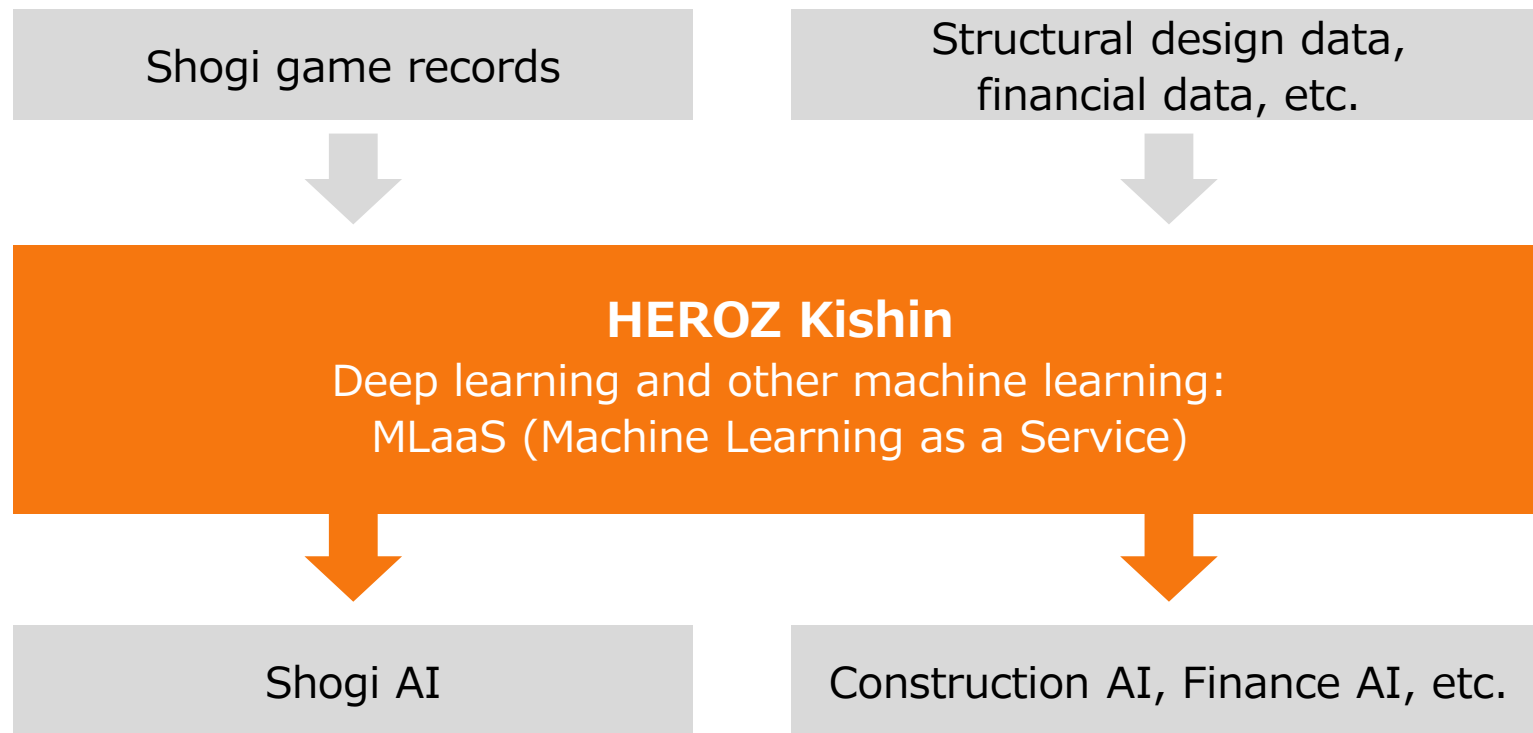 Shogi game records
Structural design data,
financial data, etc.
HEROZ Kishin
Deep learning and other machine learning:
MLaaS (Machine Learning as a Service)
Shogi AI
Construction AI, Finance AI, etc.